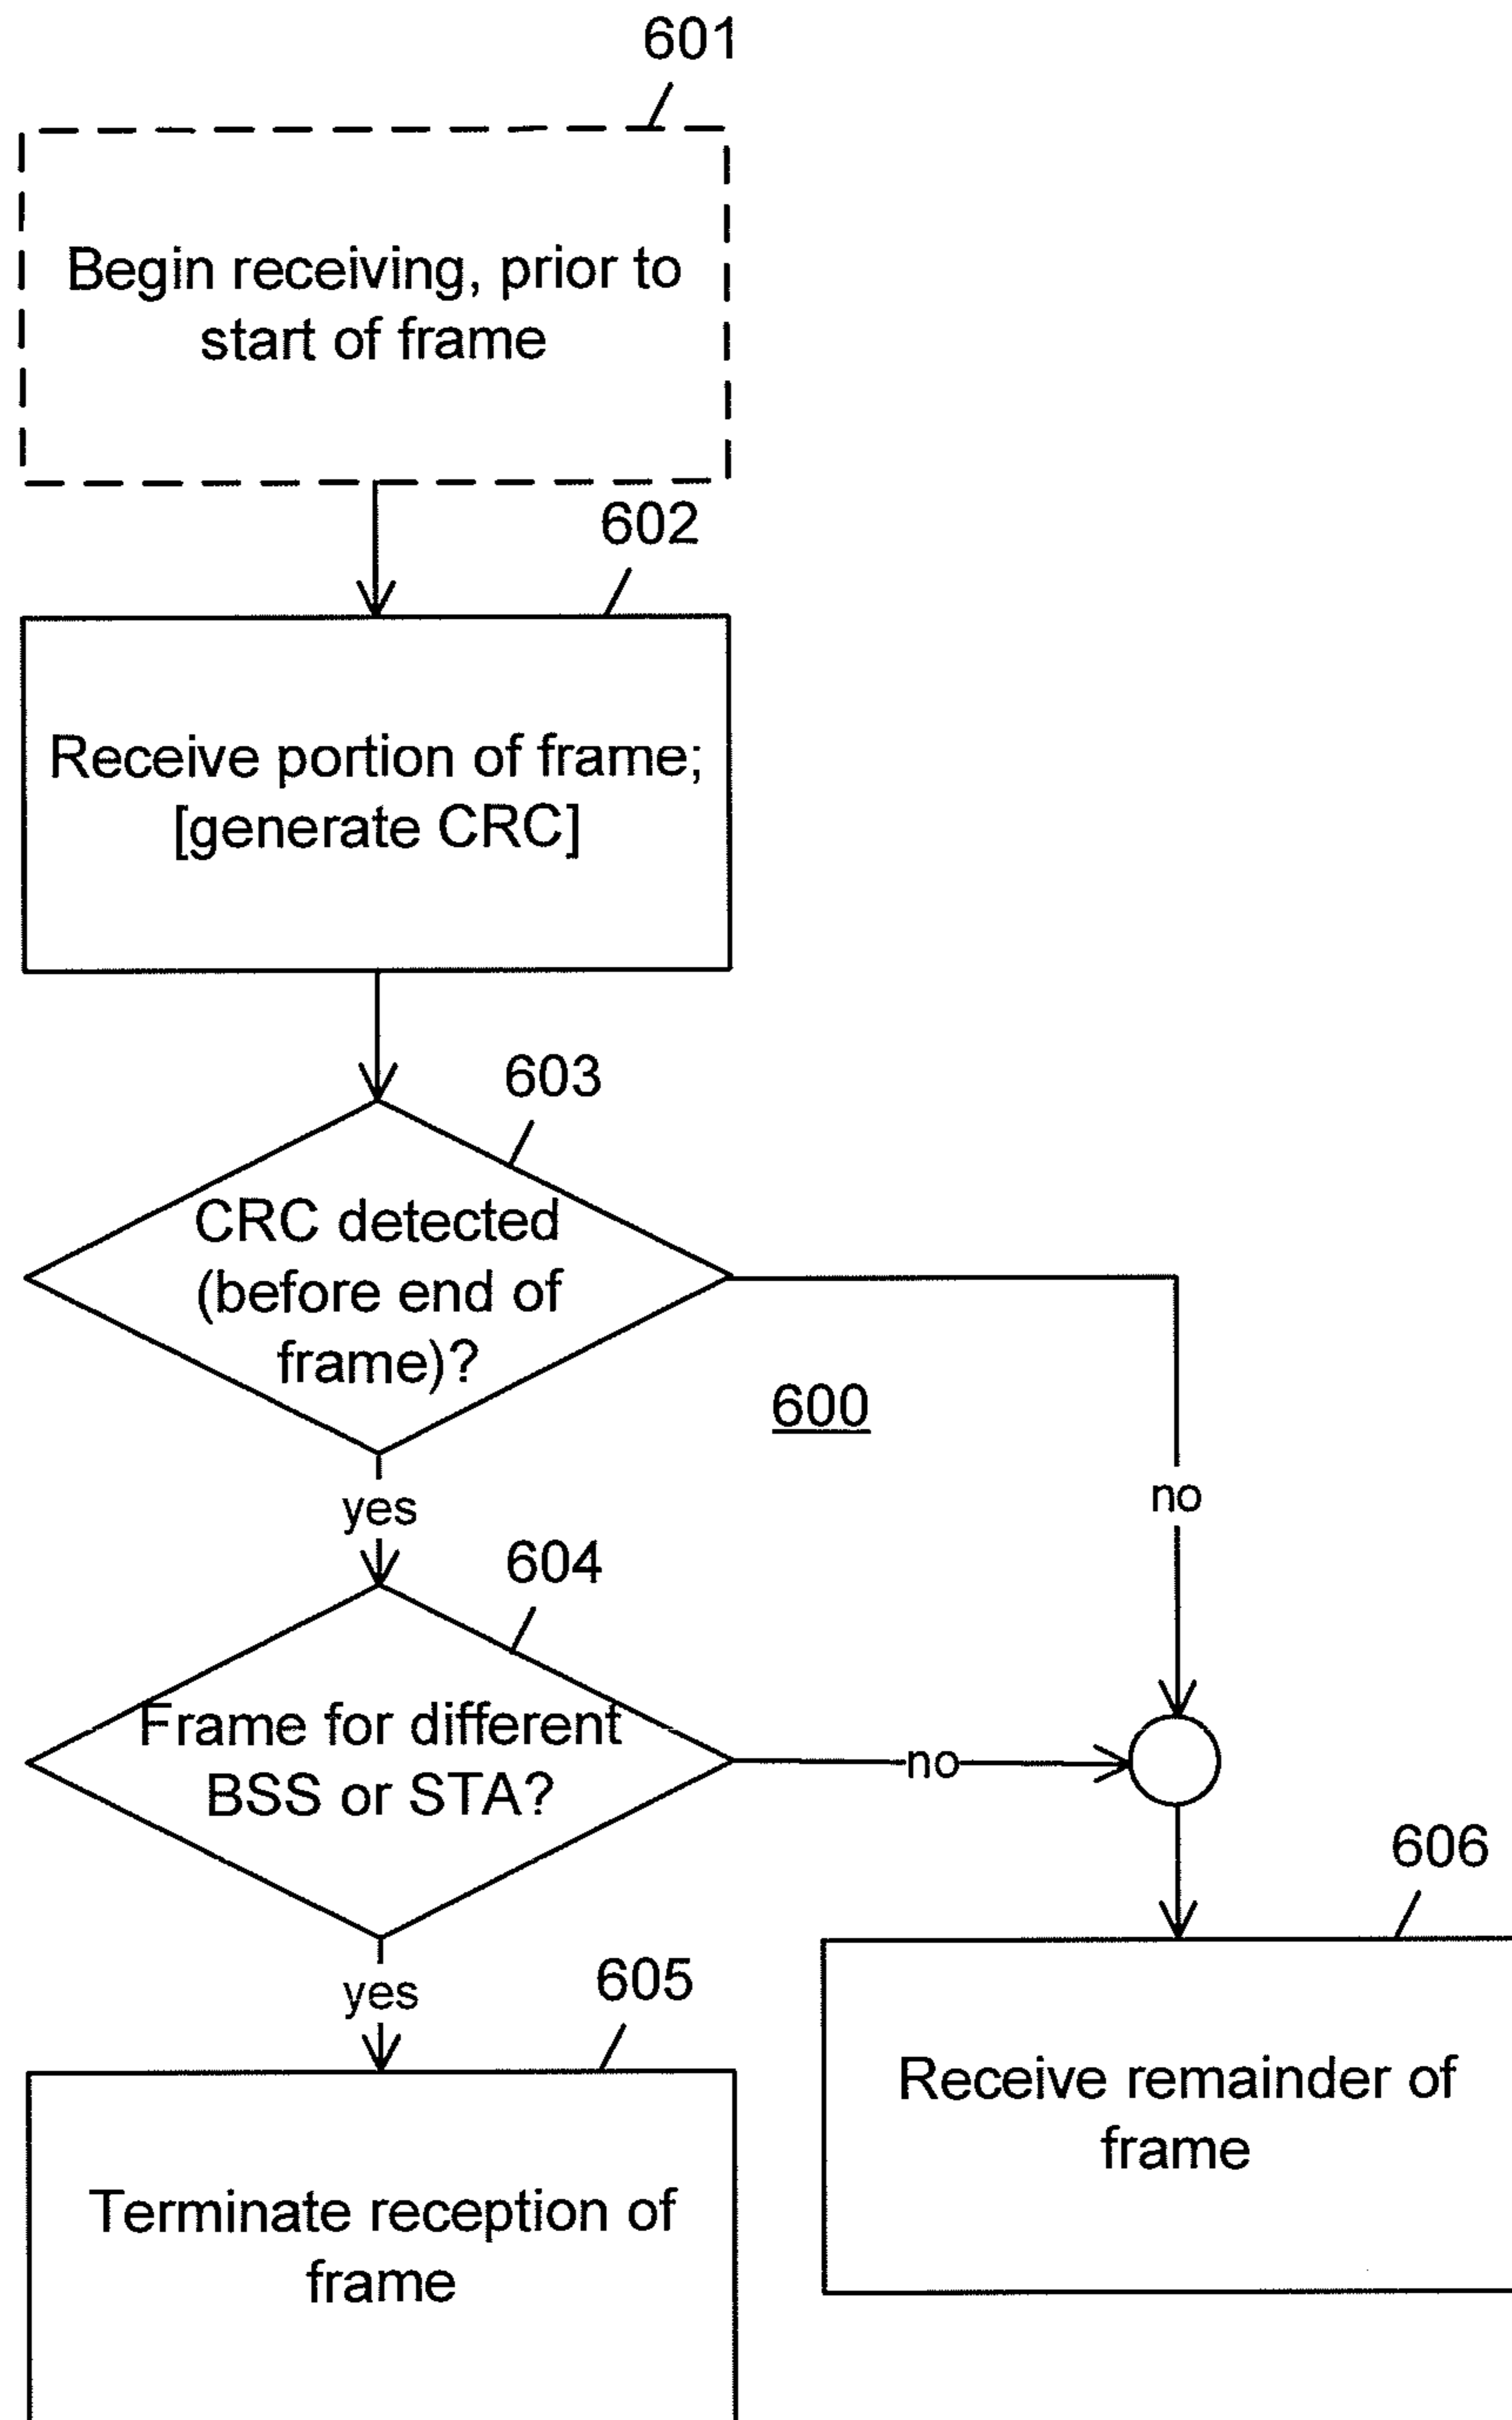 601
Begin receiving, prior to
start of frame
602
Receive portion of frame;
[generate CRC]
603
CRC detected
(before end of
frame)?
600
yes
no
604
Frame for different
BSS or STA?
no
606
yes
605
Receive remainder of
frame
Terminate reception of
frame